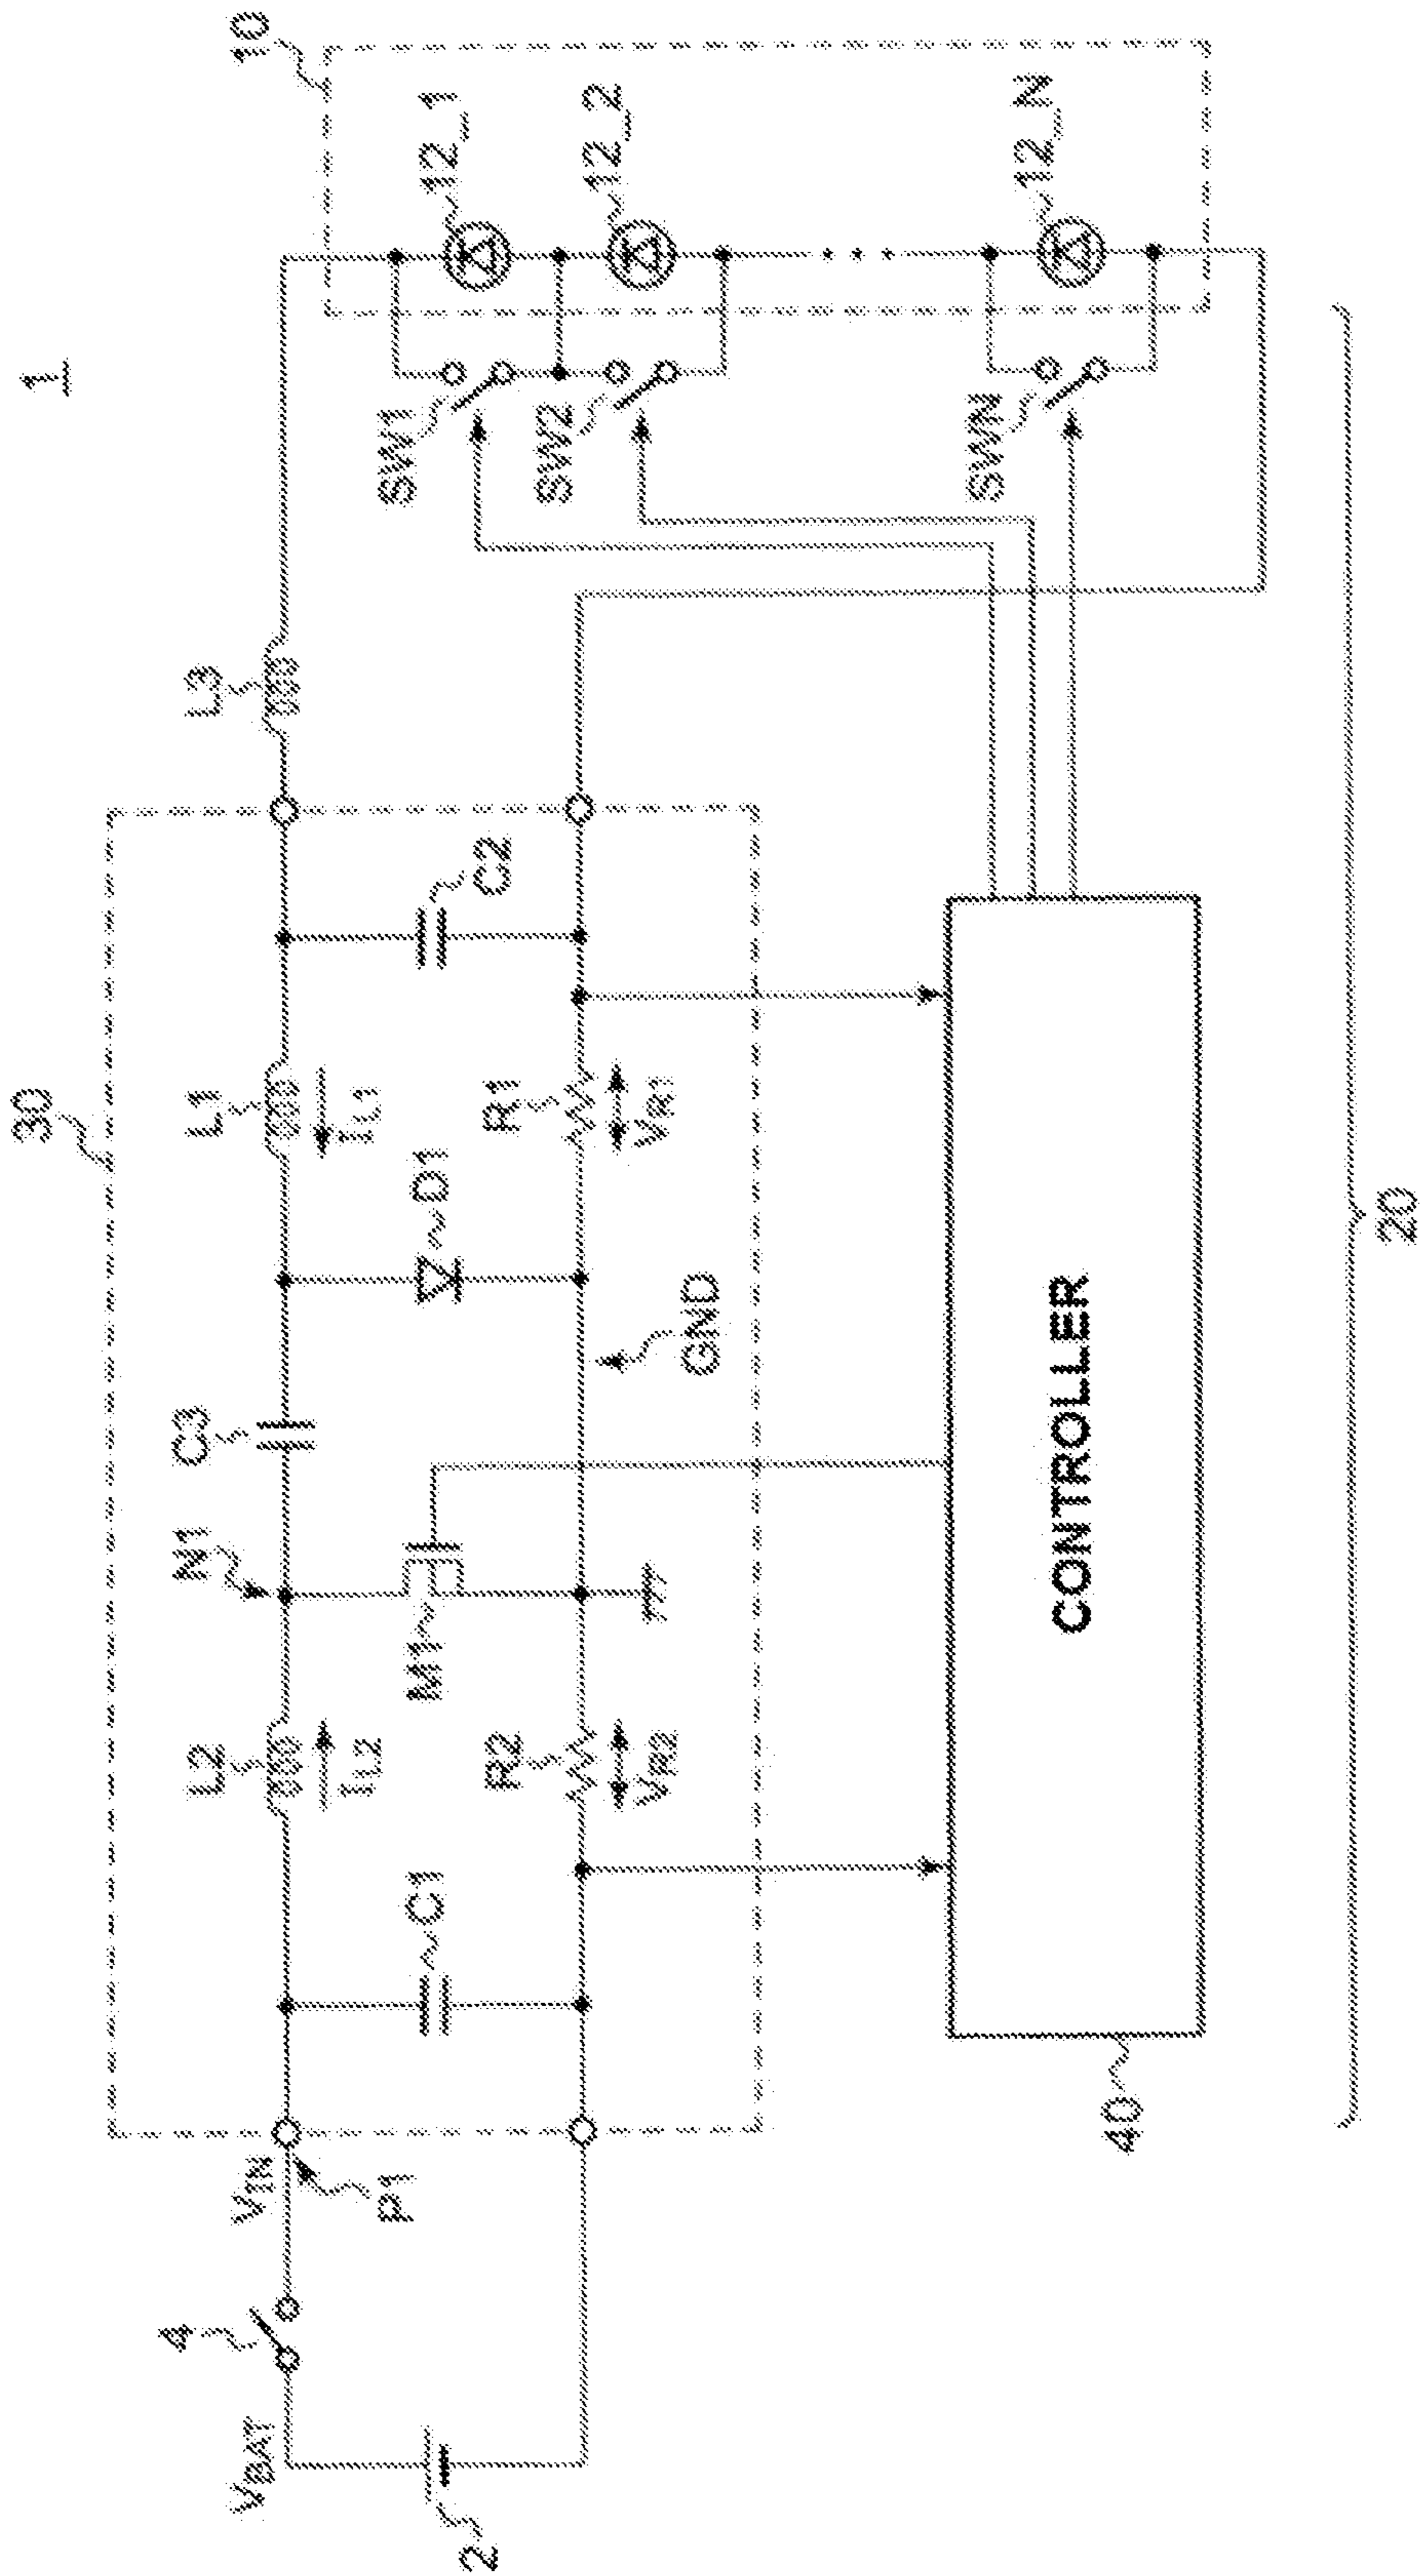 1
30
10
L3
L2
IL2
N1
C3
L1
IL1
12_1
12_2
12_N
SW1
SW2
SWN
4
VBAT
VIN
P1
2
C1
M1
D1
C2
R2
VR2
GND
R1
VR1
CONTROLLER
40
20